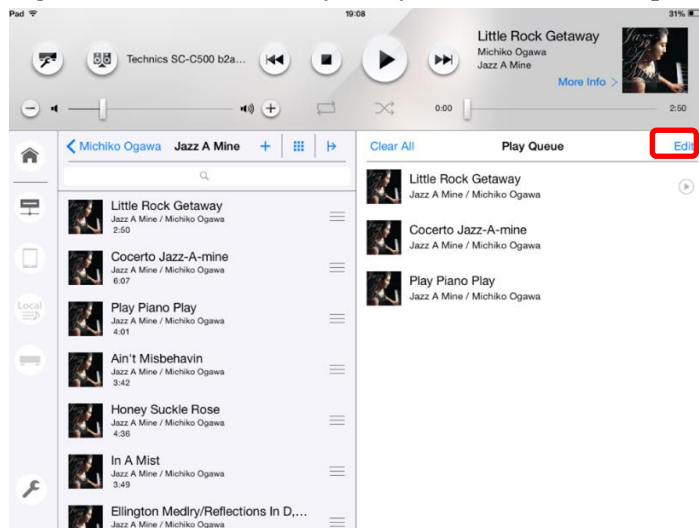 Pad
19:08
31%
Technics SC-C500 b2a...
Little Rock Getaway
Michiko Ogawa
Jazz A Mine
More Info >
0:00
2:50
Michiko Ogawa
Jazz A Mine
Little Rock Getaway
Jazz A Mine / Michiko Ogawa
2:50
Cocerto Jazz-A-mine
Jazz A Mine / Michiko Ogawa
6:07
Play Piano Play
Jazz A Mine / Michiko Ogawa
4:01
Ain't Misbehavin
Jazz A Mine / Michiko Ogawa
3:42
Honey Suckle Rose
Jazz A Mine / Michiko Ogawa
4:36
In A Mist
Jazz A Mine / Michiko Ogawa
3:49
Ellington Medlry/Reflections In D,...
Jazz A Mine / Michiko Ogawa
Local
Clear All
Play Queue
Edit
Little Rock Getaway
Jazz A Mine / Michiko Ogawa
Cocerto Jazz-A-mine
Jazz A Mine / Michiko Ogawa
Play Piano Play
Jazz A Mine / Michiko Ogawa